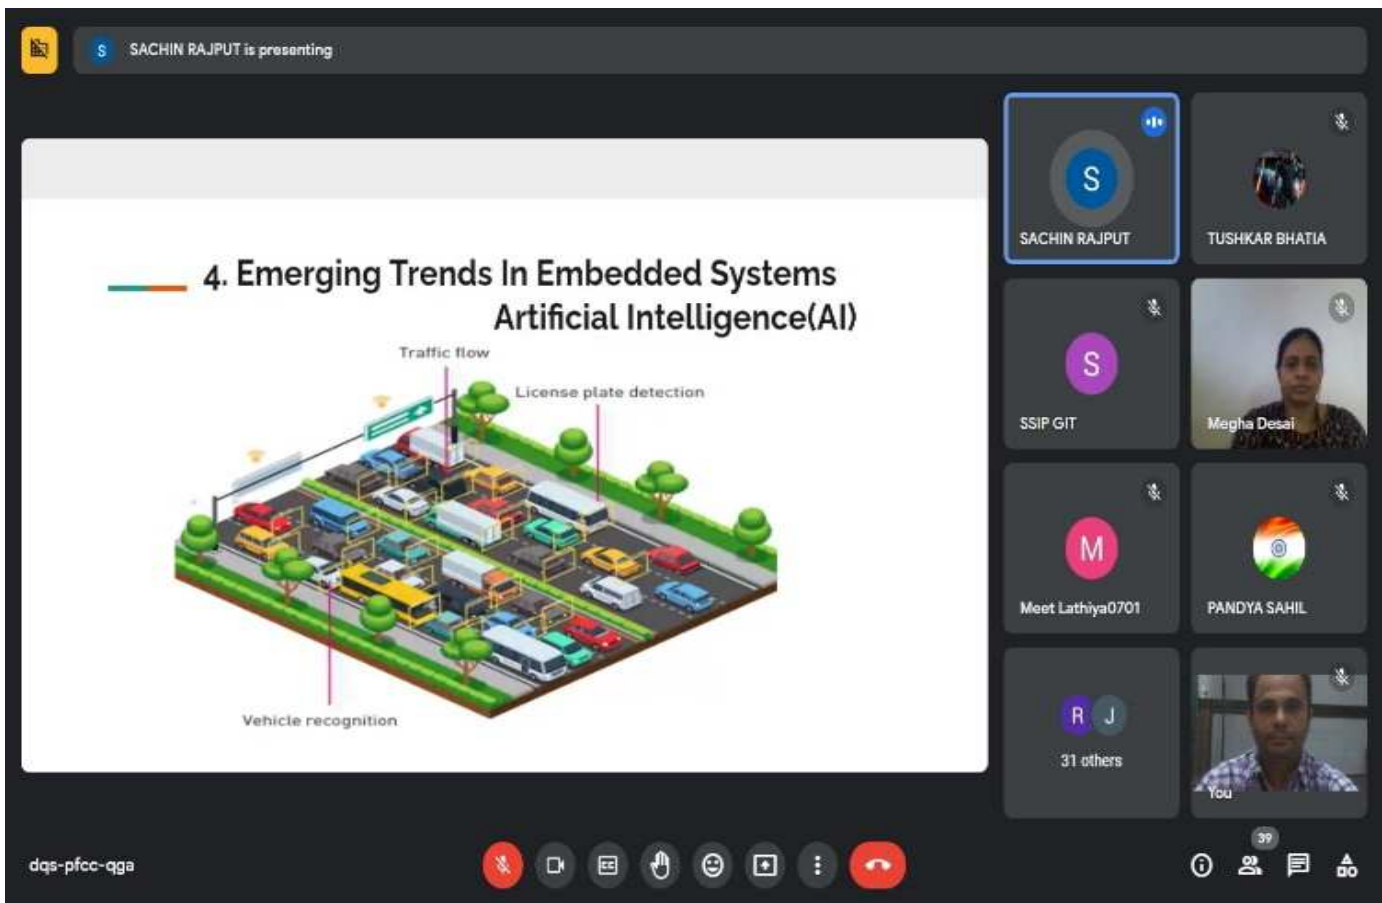 S SACHIN RAJPUT is presenting
4. Emerging Trends In Embedded Systems
Artificial Intelligence(AI)
Traffic flow
License plate detection
Vehicle recognition
S
SACHIN RAJPUT
TUSHKAR BHATIA
S
SSIP GIT
Megha Desai
M
Meet Lathiya0701
PANDYA SAHIL
R J
31 others
You
dqs-pfcc-qga
CC
39